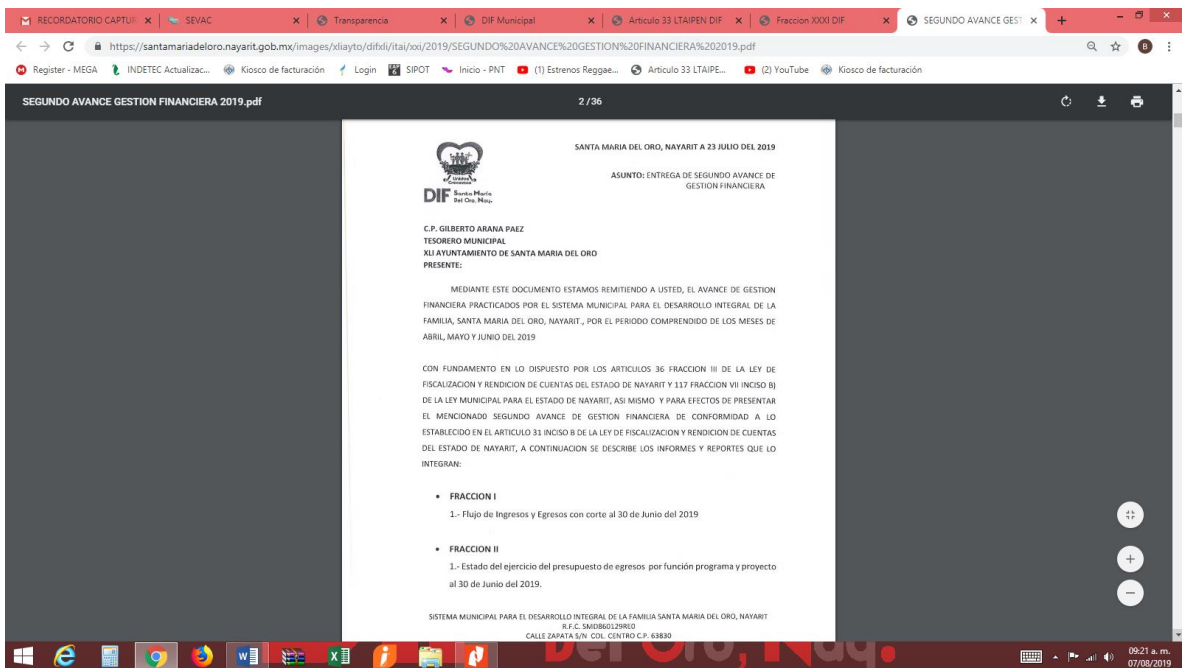 RECORDATORIO CAPTUR
SEVAC
Transparencia
DIF Municipal
Articulo 33 LTAIPEN DIF
Fraccion XXXI DIF
SEGUNDO AVANCE GEST
https://santamariadeloro.nayarit.gob.mx/images/xliayto/difxli/itai/xxi/2019/SEGUNDO%20AVANCE%20GESTION%20FINANCIERA%202019.pdf
B
Register - MEGA
INDETEC Actualizac...
Kiosco de facturación
Login
SIPOT
Inicio - PNT
(1) Estrenos Reggae...
Artículo 33 LTAIPE...
(2) YouTube
Kiosco de facturación
SEGUNDO AVANCE GESTION FINANCIERA 2019.pdf
2 / 36
SANTA MARIA DEL ORO, NAYARIT A 23 JULIO DEL 2019
ASUNTO: ENTREGA DE SEGUNDO AVANCE DE
GESTION FINANCIERA
Unidos
Crecemos
DIF Santa María
Del Oro, Nay.
C.P. GILBERTO ARANA PAEZ
TESORERO MUNICIPAL
XLI AYUNTAMIENTO DE SANTA MARIA DEL ORO
PRESENTE:
MEDIANTE ESTE DOCUMENTO ESTAMOS REMITIENDO A USTED, EL AVANCE DE GESTION
FINANCIERA PRACTICADOS POR EL SISTEMA MUNICIPAL PARA EL DESARROLLO INTEGRAL DE LA
FAMILIA, SANTA MARIA DEL ORO, NAYARIT., POR EL PERIODO COMPRENDIDO DE LOS MESES DE
ABRIL, MAYO Y JUNIO DEL 2019
CON FUNDAMENTO EN LO DISPUESTO POR LOS ARTICULOS 36 FRACCION III DE LA LEY DE
FISCALIZACION Y RENDICION DE CUENTAS DEL ESTADO DE NAYARIT Y 117 FRACCION VII INCISO B)
DE LA LEY MUNICIPAL PARA EL ESTADO DE NAYARIT, ASI MISMO Y PARA EFECTOS DE PRESENTAR
EL MENCIONADO SEGUNDO AVANCE DE GESTION FINANCIERA DE CONFORMIDAD A LO
ESTABLECIDO EN EL ARTICULO 31 INCISO B DE LA LEY DE FISCALIZACION Y RENDICION DE CUENTAS
DEL ESTADO DE NAYARIT, A CONTINUACION SE DESCRIBE LOS INFORMES Y REPORTES QUE LO
INTEGRAN:
• FRACCION I
1.- Flujo de Ingresos y Egresos con corte al 30 de Junio del 2019
• FRACCION II
1.- Estado del ejercicio del presupuesto de egresos por función programa y proyecto
al 30 de Junio del 2019.
SISTEMA MUNICIPAL PARA EL DESARROLLO INTEGRAL DE LA FAMILIA SANTA MARIA DEL ORO, NAYARIT
R.F.C. SMD860129RE0
CALLE ZAPATA S/N COL. CENTRO C.P. 63830
Del Oro, Nay.
09:21 a. m.
07/08/2019